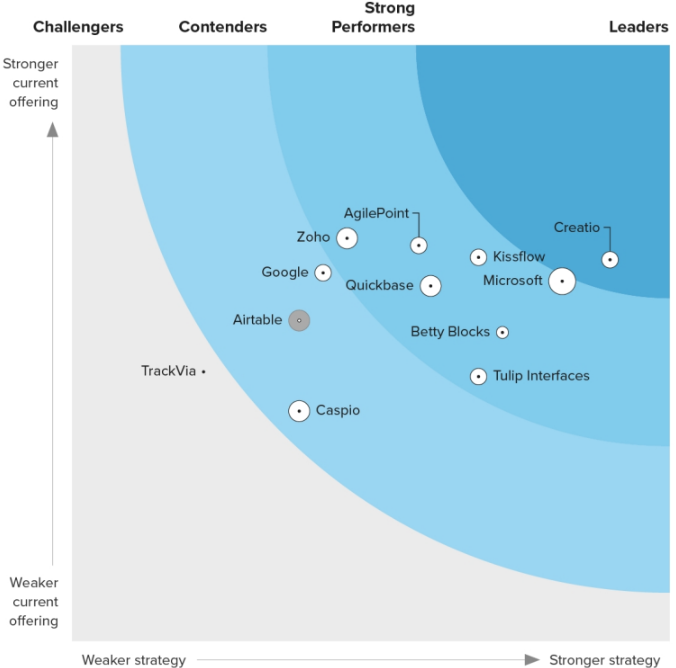 Strong
Challengers Contenders Performers Leaders
Stronger
current
offering
AgilePoint
Creatio
Zoho
Kissflow
Google
Quickbase Microsoft
Airtable
Betty Blocks
TrackVia
Tulip Interfaces
Caspio
Weaker
current
offering
Weaker strategy Stronger strategy